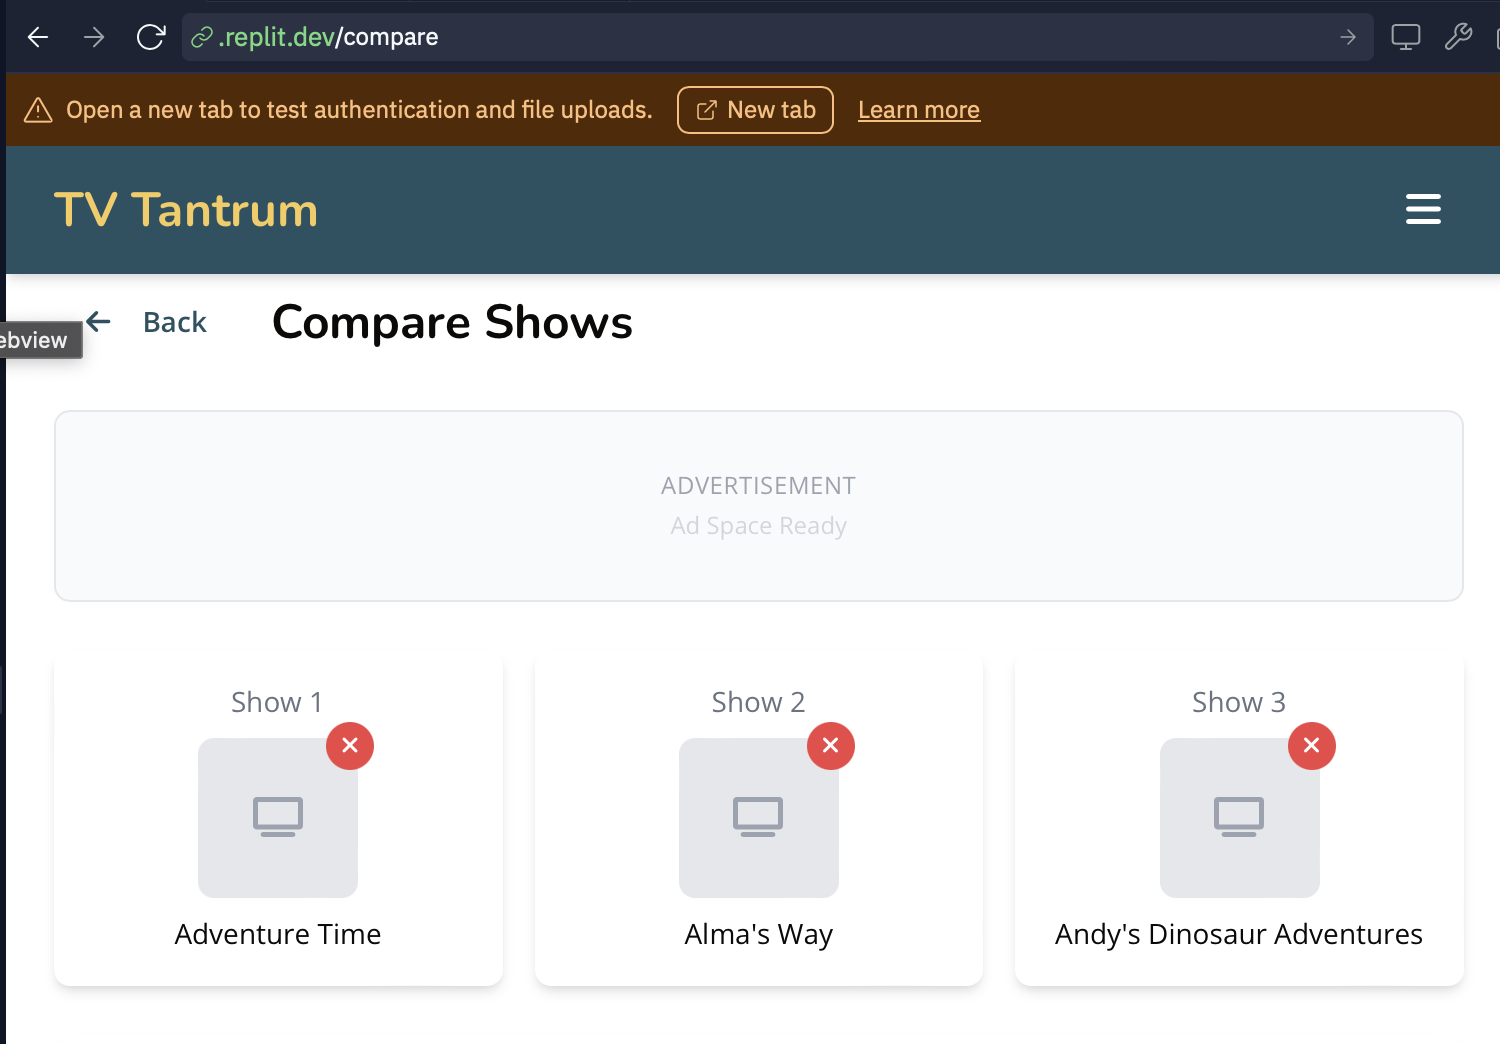 .replit.dev/compare
Open a new tab to test authentication and file uploads. New tab Learn more
TV Tantrum
Back Compare Shows
ebview
ADVERTISEMENT
Ad Space Ready
Show 1
Adventure Time
Show 2
Alma's Way
Show 3
Andy's Dinosaur Adventures